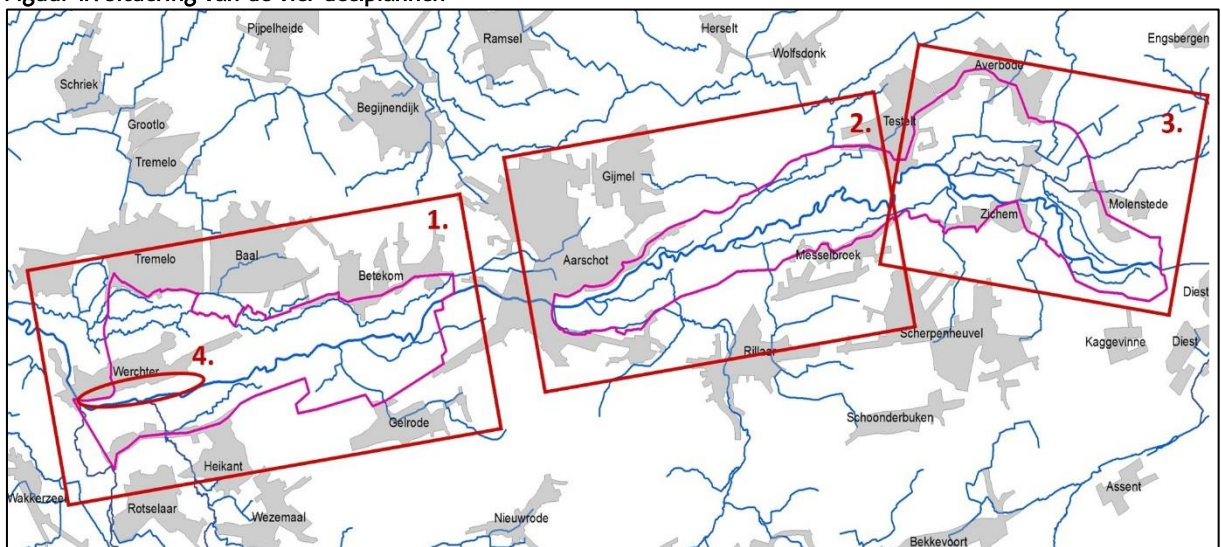 Figuur situering van de vier deelplannen
Pijpelheide
Ramsel
Herselt
Wolfsdonk
Engsbergen
Schriek
Averbode
Begijnendijk
Grootlo
Testelt
2.
3.
Tremelo
Gijmel
Molenstede
1.
Zichem
Tremelo
Baal
Betekom
Aarschot
Messelbroek
Diest
Scherpenheuvel
Kaggevinne
Diest
4.
Werchter
Rillaar
Gelrode
Schoonderbuken
Heikant
Wakkerzeel
Rotselaar
Wezemaal
Nieuwrode
Assent
Bekkevoort